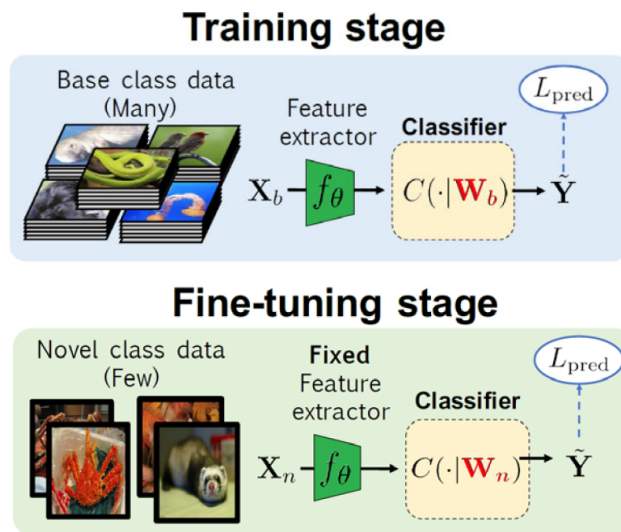 Training stage
Base class data
(Many)
Feature
extractor
Classifier
L_pred
X_b
f_θ
C(·|W_b)
Ỹ
Fine-tuning stage
Novel class data
(Few)
Fixed
Feature
extractor
Classifier
L_pred
X_n
f_θ
C(·|W_n)
Ỹ